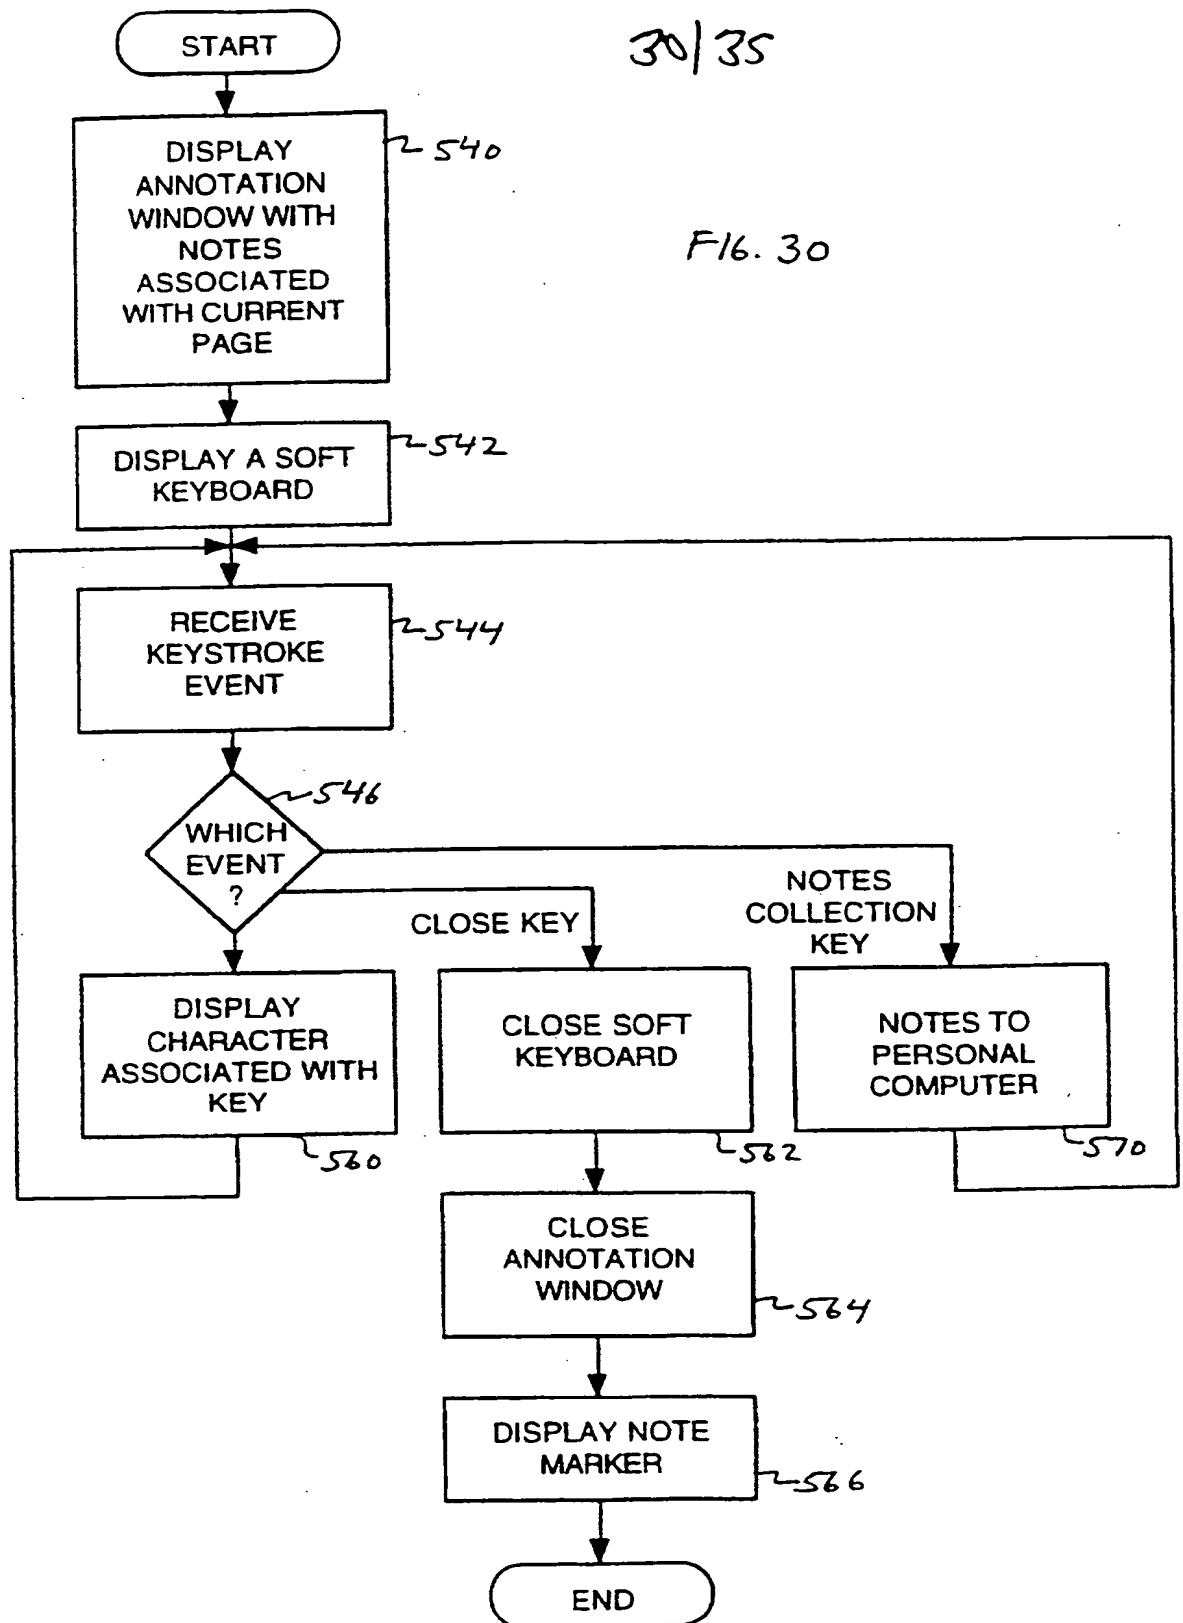 START
30/35
DISPLAY
ANNOTATION
WINDOW WITH
NOTES
ASSOCIATED
WITH CURRENT
PAGE
540
FIG. 30
DISPLAY A SOFT
KEYBOARD
542
RECEIVE
KEYSTROKE
EVENT
544
WHICH
EVENT
?
546
CLOSE KEY
NOTES
COLLECTION
KEY
DISPLAY
CHARACTER
ASSOCIATED WITH
KEY
560
CLOSE SOFT
KEYBOARD
562
NOTES TO
PERSONAL
COMPUTER
570
CLOSE
ANNOTATION
WINDOW
564
DISPLAY NOTE
MARKER
566
END